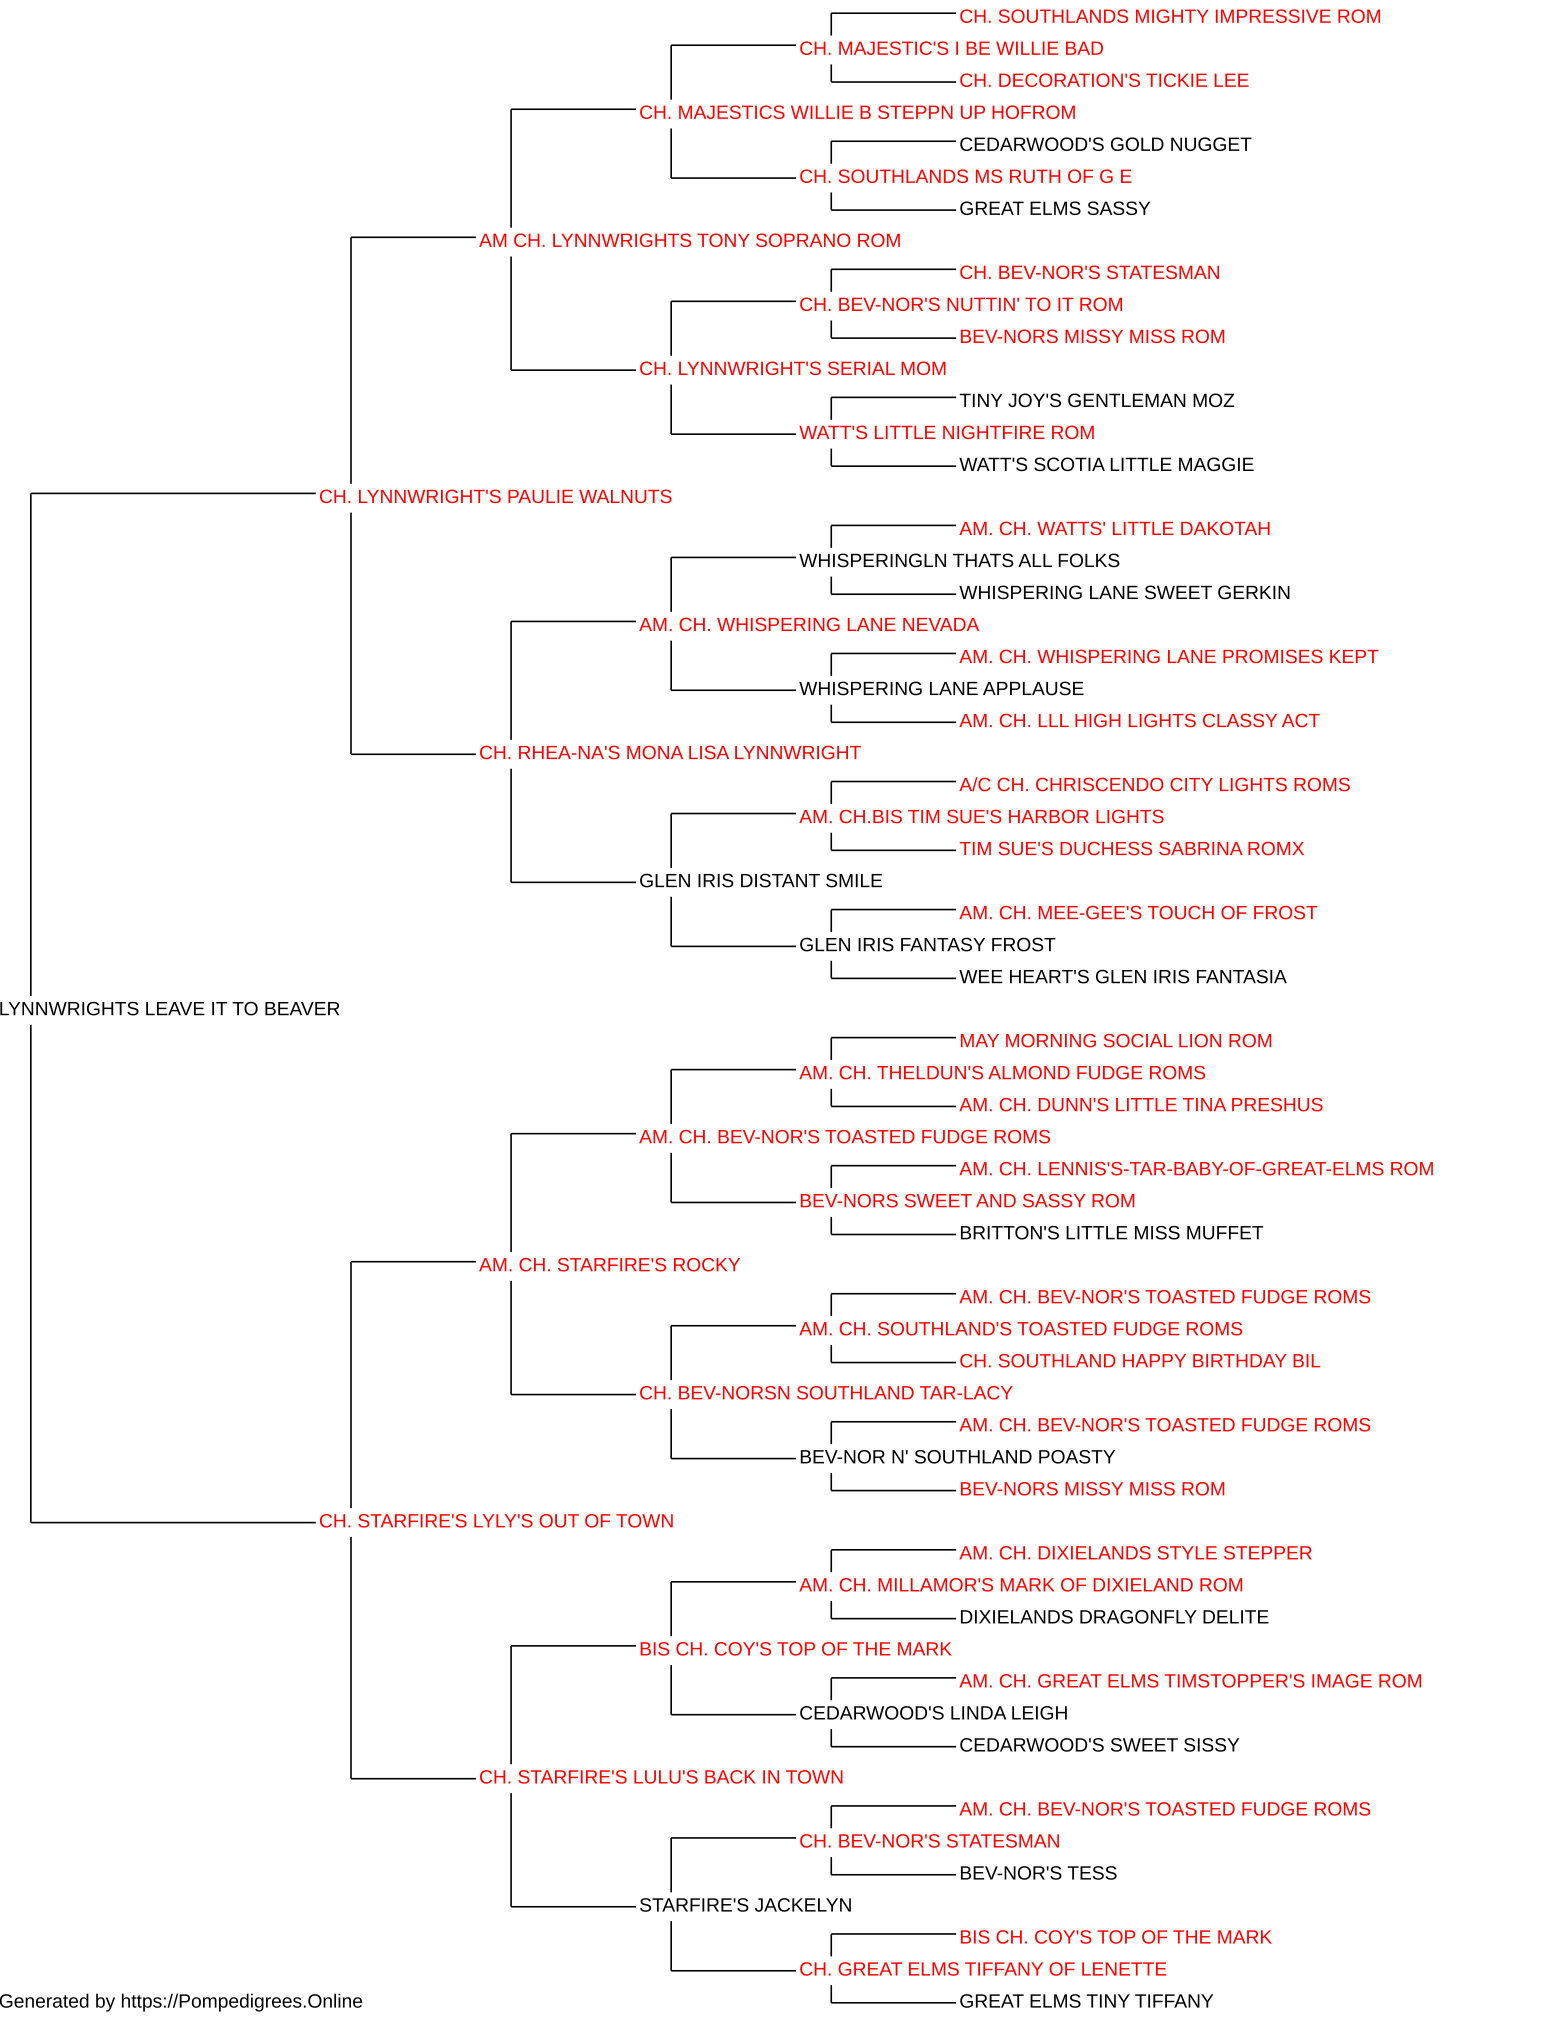 CH. SOUTHLANDS MIGHTY IMPRESSIVE ROM
CH. MAJESTIC'S I BE WILLIE BAD
CH. DECORATION'S TICKIE LEE
CH. MAJESTICS WILLIE B STEPPN UP HOFROM
CEDARWOOD'S GOLD NUGGET
CH. SOUTHLANDS MS RUTH OF G E
GREAT ELMS SASSY
AM CH. LYNNWRIGHTS TONY SOPRANO ROM
CH. BEV-NOR'S STATESMAN
CH. BEV-NOR'S NUTTIN' TO IT ROM
BEV-NORS MISSY MISS ROM
CH. LYNNWRIGHT'S SERIAL MOM
TINY JOY'S GENTLEMAN MOZ
WATT'S LITTLE NIGHTFIRE ROM
WATT'S SCOTIA LITTLE MAGGIE
CH. LYNNWRIGHT'S PAULIE WALNUTS
AM. CH. WATTS' LITTLE DAKOTAH
WHISPERINGLN THATS ALL FOLKS
WHISPERING LANE SWEET GERKIN
AM. CH. WHISPERING LANE NEVADA
AM. CH. WHISPERING LANE PROMISES KEPT
WHISPERING LANE APPLAUSE
AM. CH. LLL HIGH LIGHTS CLASSY ACT
CH. RHEA-NA'S MONA LISA LYNNWRIGHT
A/C CH. CHRISCENDO CITY LIGHTS ROMS
AM. CH.BIS TIM SUE'S HARBOR LIGHTS
TIM SUE'S DUCHESS SABRINA ROMX
GLEN IRIS DISTANT SMILE
AM. CH. MEE-GEE'S TOUCH OF FROST
GLEN IRIS FANTASY FROST
WEE HEART'S GLEN IRIS FANTASIA
LYNNWRIGHTS LEAVE IT TO BEAVER
MAY MORNING SOCIAL LION ROM
AM. CH. THELDUN'S ALMOND FUDGE ROMS
AM. CH. DUNN'S LITTLE TINA PRESHUS
AM. CH. BEV-NOR'S TOASTED FUDGE ROMS
AM. CH. LENNIS'S-TAR-BABY-OF-GREAT-ELMS ROM
BEV-NORS SWEET AND SASSY ROM
BRITTON'S LITTLE MISS MUFFET
AM. CH. STARFIRE'S ROCKY
AM. CH. BEV-NOR'S TOASTED FUDGE ROMS
AM. CH. SOUTHLAND'S TOASTED FUDGE ROMS
CH. SOUTHLAND HAPPY BIRTHDAY BIL
CH. BEV-NORSN SOUTHLAND TAR-LACY
AM. CH. BEV-NOR'S TOASTED FUDGE ROMS
BEV-NOR N' SOUTHLAND POASTY
BEV-NORS MISSY MISS ROM
CH. STARFIRE'S LYLY'S OUT OF TOWN
AM. CH. DIXIELANDS STYLE STEPPER
AM. CH. MILLAMOR'S MARK OF DIXIELAND ROM
DIXIELANDS DRAGONFLY DELITE
BIS CH. COY'S TOP OF THE MARK
AM. CH. GREAT ELMS TIMSTOPPER'S IMAGE ROM
CEDARWOOD'S LINDA LEIGH
CEDARWOOD'S SWEET SISSY
CH. STARFIRE'S LULU'S BACK IN TOWN
AM. CH. BEV-NOR'S TOASTED FUDGE ROMS
CH. BEV-NOR'S STATESMAN
BEV-NOR'S TESS
STARFIRE'S JACKELYN
BIS CH. COY'S TOP OF THE MARK
CH. GREAT ELMS TIFFANY OF LENETTE
GREAT ELMS TINY TIFFANY
Generated by https://Pompedigrees.Online